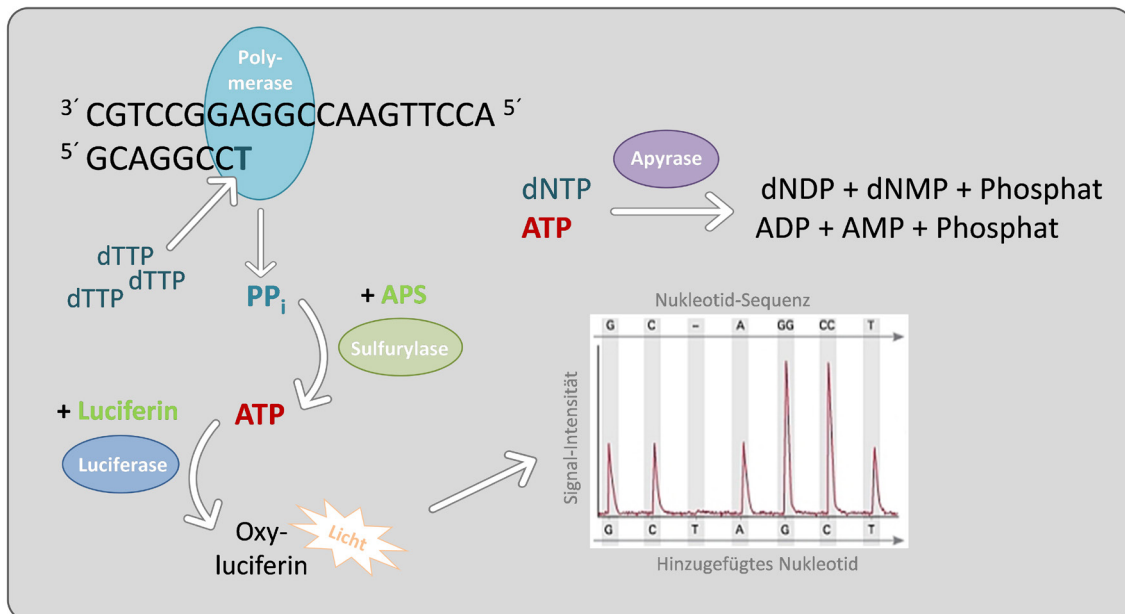 Poly-
merase
3´ CGTCCGGAGGCCAAGTTCCA 5´
5´ GCAGGCCT
dTTP
dTTP
dTTP
PPi
+ APS
Sulfurylase
ATP
+ Luciferin
Luciferase
Oxy-
luciferin
Licht
Apyrase
dNTP
ATP
dNDP + dNMP + Phosphat
ADP + AMP + Phosphat
Nukleotid-Sequenz
G C – A GG CC T
Signal-Intensität
G C T A G C T
Hinzugefügtes Nukleotid